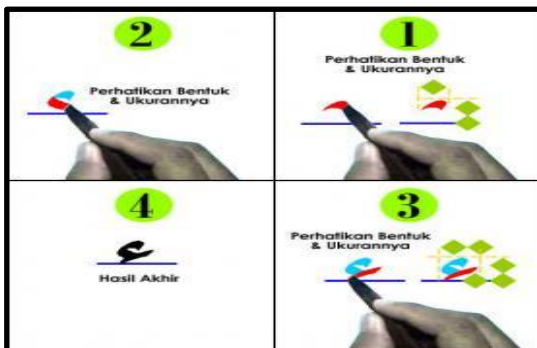 2
Perhatikan Bentuk
& Ukurannya
1
Perhatikan Bentuk
& Ukurannya
4
Hasil Akhir
3
Perhatikan Bentuk
& Ukurannya